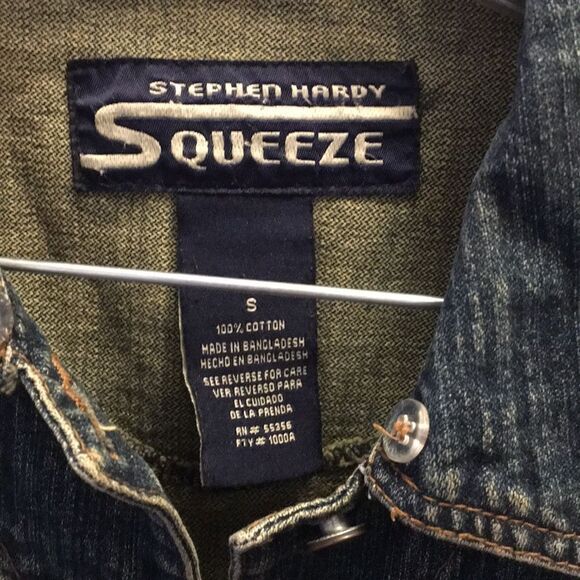 STEPHEN HARDY
SQUEEZE
S
100% COTTON
MADE IN BANGLADESH
HECHO EN BANGLADESH
SEE REVERSE FOR CARE
VER REVERSO PARA
EL CUIDADO
DE LA PRENDA
RN# 55356
FTY# 1000A